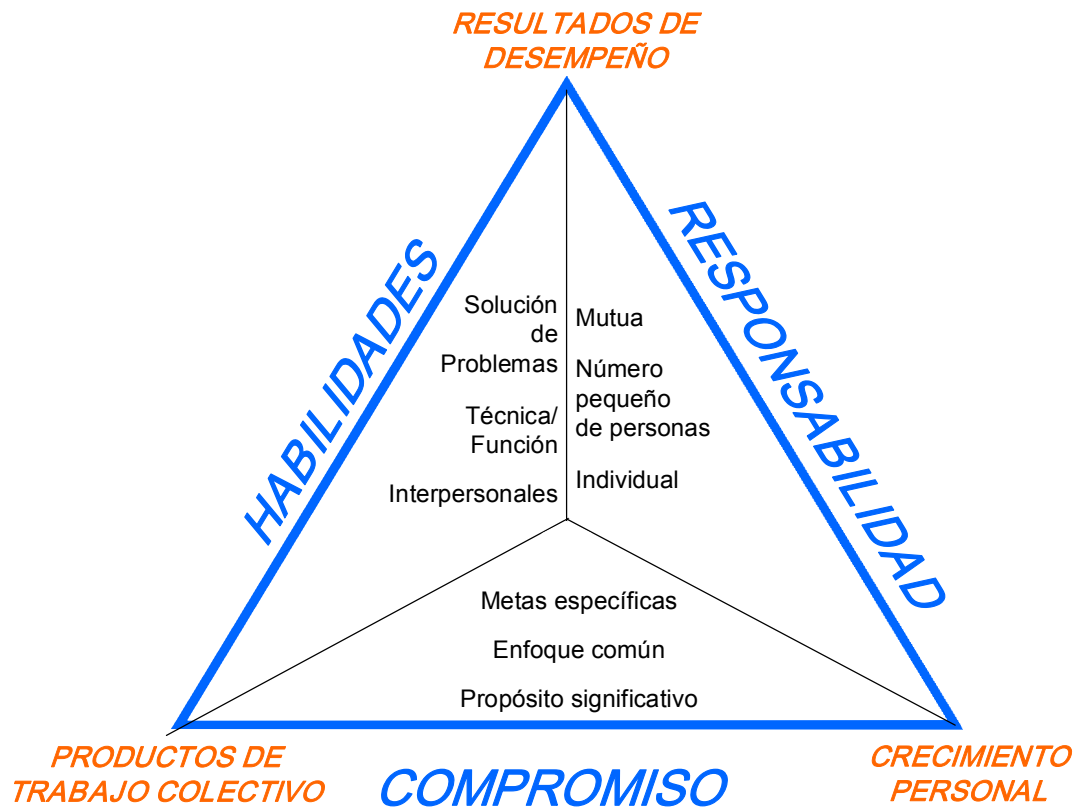 RESULTADOS DE
DESEMPEÑO
HABILIDADES
RESPONSABILIDAD
Solución
de
Problemas
Técnica/
Función
Interpersonales
Mutua
Número
pequeño
de personas
Individual
Metas específicas
Enfoque común
Propósito significativo
PRODUCTOS DE
TRABAJO COLECTIVO
COMPROMISO
CRECIMIENTO
PERSONAL